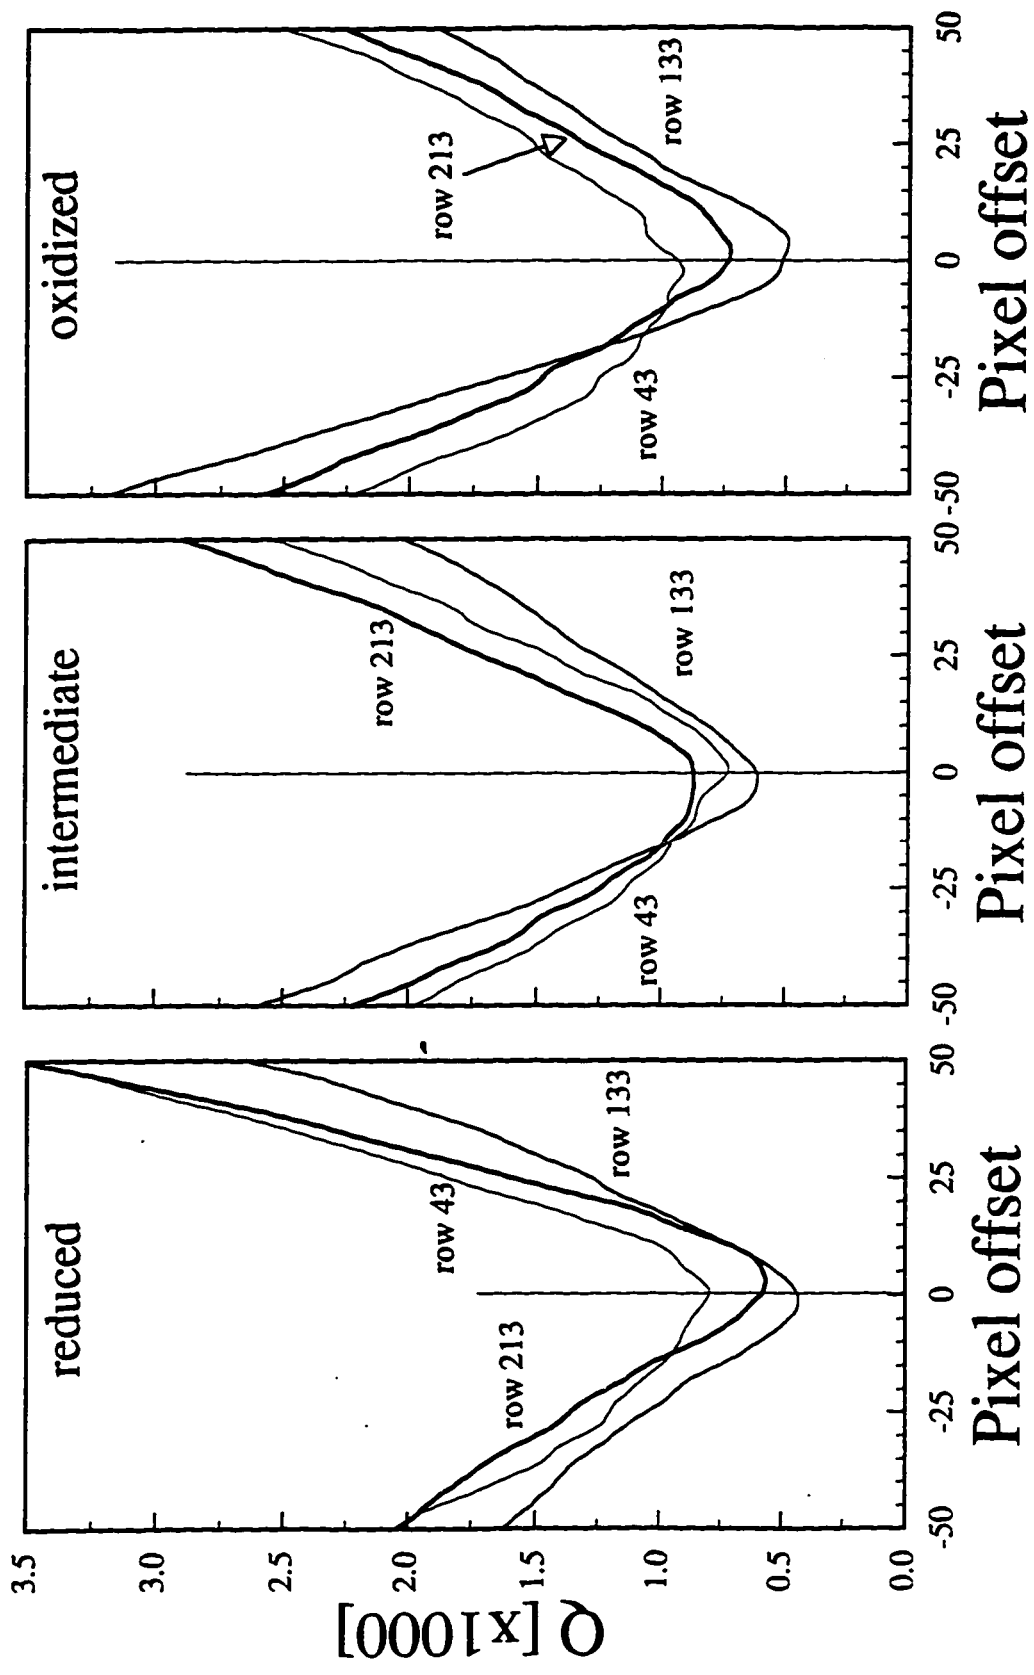 Q [x1000]
3.5
3.0
2.5
2.0
1.5
1.0
0.5
0.0
reduced
row 213
row 43
row 133
-50
-25
0
25
50
Pixel offset
intermediate
row 213
row 43
row 133
-50
-25
0
25
50
Pixel offset
oxidized
row 213
row 43
row 133
-50
-25
0
25
50
Pixel offset